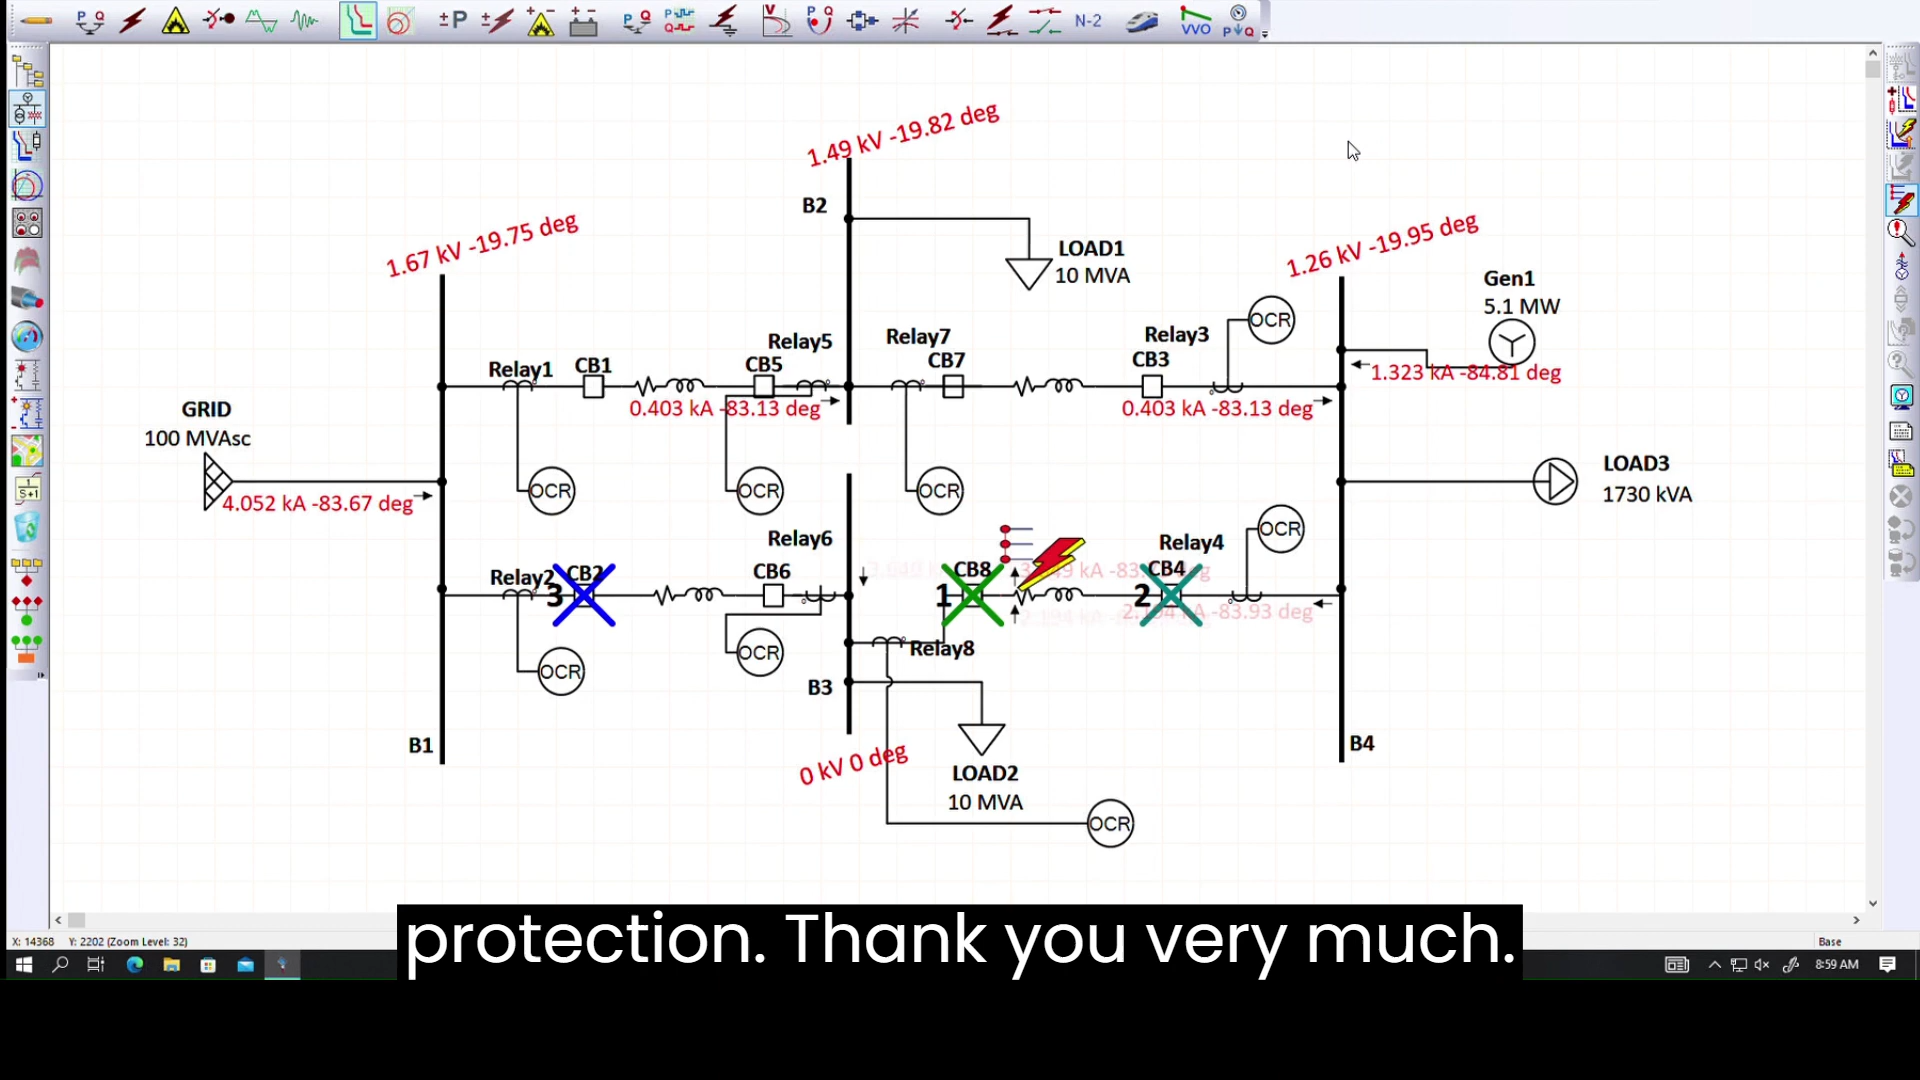 P Q
± P
N-2
VVO
P Q
1.49 kV -19.82 deg
B2
LOAD1
10 MVA
1.67 kV -19.75 deg
1.26 kV -19.95 deg
Gen1
5.1 MW
1.323 kA -84.81 deg
OCR
Relay1
CB1
Relay5
CB5
Relay7
CB7
Relay3
CB3
0.403 kA -83.13 deg
0.403 kA -83.13 deg
GRID
100 MVAsc
4.052 kA -83.67 deg
OCR
OCR
OCR
LOAD3
1730 kVA
OCR
Relay6
Relay4
Relay2
CB2
3
CB6
CB8
1
CB4
2
2.194 kA -83.93 deg
OCR
OCR
Relay8
B3
B1
B4
0 kV 0 deg
LOAD2
10 MVA
OCR
X: 14368 Y: 2202 (Zoom Level: 32)
Base
protection. Thank you very much.
8:59 AM